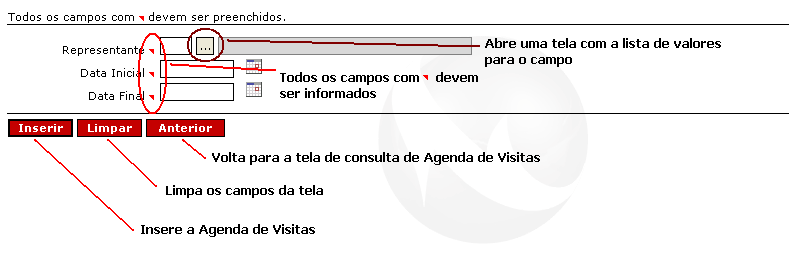 Todos os campos com devem ser preenchidos.
Representante ...
Abre uma tela com a lista de valores
para o campo
Data Inicial
Todos os campos com devem
ser informados
Data Final
Inserir Limpar Anterior
Volta para a tela de consulta de Agenda de Visitas
Limpa os campos da tela
Insere a Agenda de Visitas